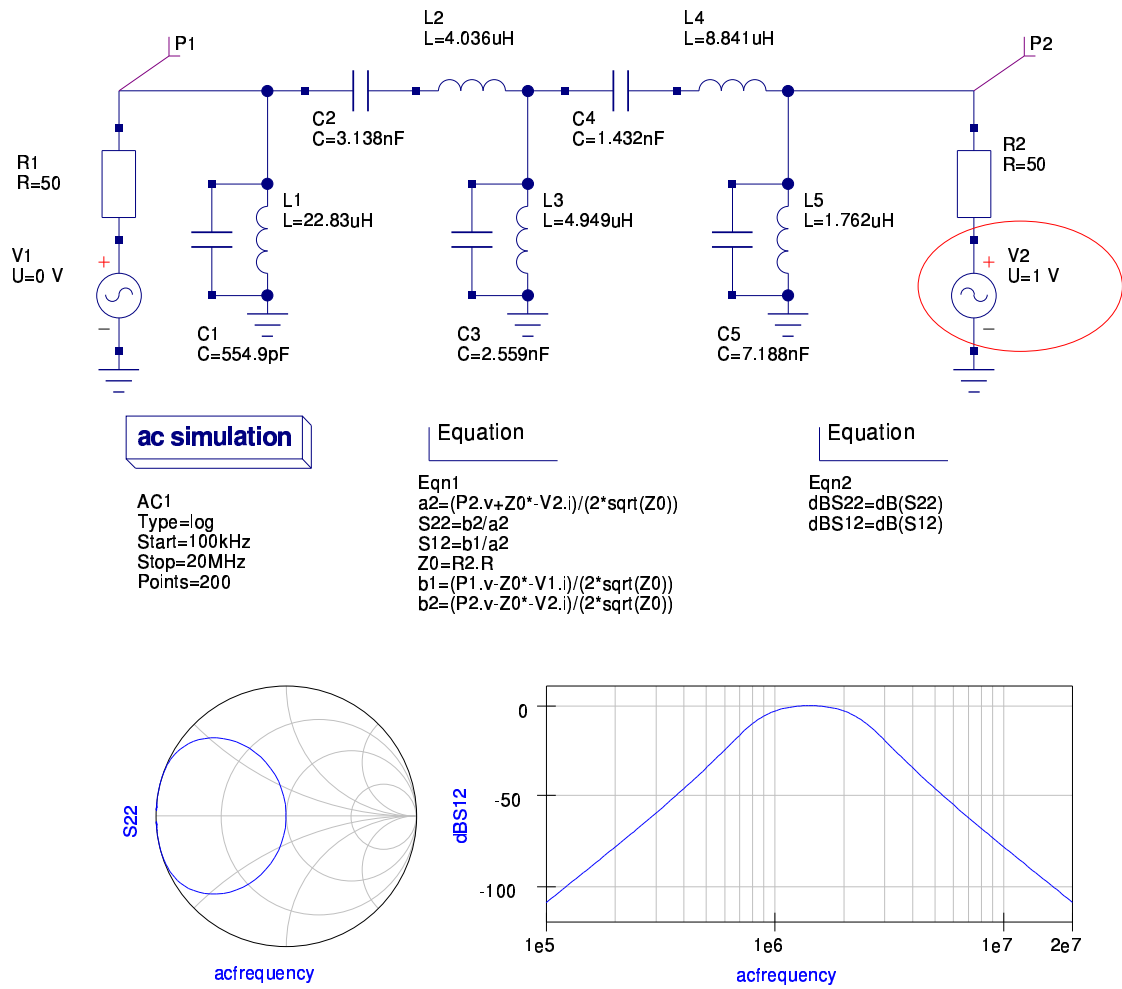 P1
L2
L=4.036uH
L4
L=8.841uH
P2
C2
C=3.138nF
C4
C=1.432nF
R1
R=50
R2
R=50
L1
L=22.83uH
L3
L=4.949uH
L5
L=1.762uH
V1
U=0 V
+
−
V2
U=1 V
+
−
C1
C=554.9pF
C3
C=2.559nF
C5
C=7.188nF
ac simulation
AC1
Type=log
Start=100kHz
Stop=20MHz
Points=200
Equation
Eqn1
a2=(P2.v+Z0*-V2.i)/(2*sqrt(Z0))
S22=b2/a2
S12=b1/a2
Z0=R2.R
b1=(P1.v-Z0*-V1.i)/(2*sqrt(Z0))
b2=(P2.v-Z0*-V2.i)/(2*sqrt(Z0))
Equation
Eqn2
dBS22=dB(S22)
dBS12=dB(S12)
S22
acfrequency
dBS12
0
-50
-100
1e5
1e6
1e7
2e7
acfrequency